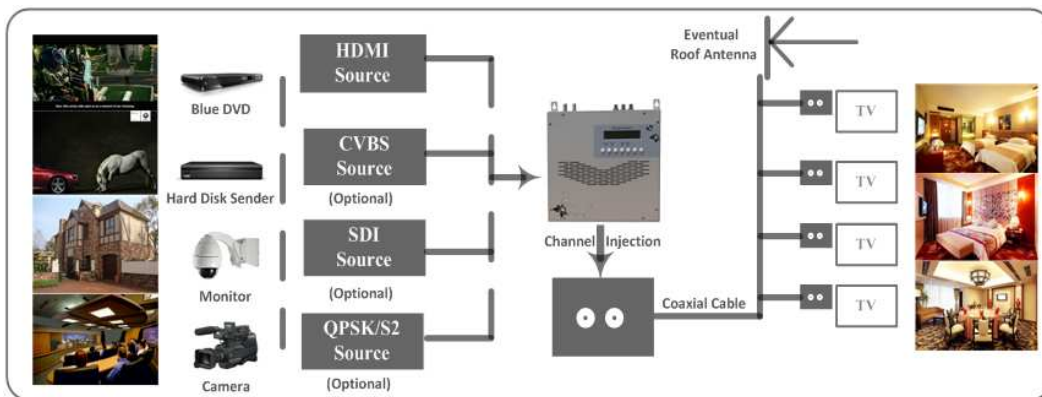 Blue DVD
Hard Disk Sender
Monitor
Camera
HDMI
Source
CVBS
Source
(Optional)
SDI
Source
(Optional)
QPSK/S2
Source
(Optional)
Channel Injection
Coaxial Cable
Eventual
Roof Antenna
TV
TV
TV
TV